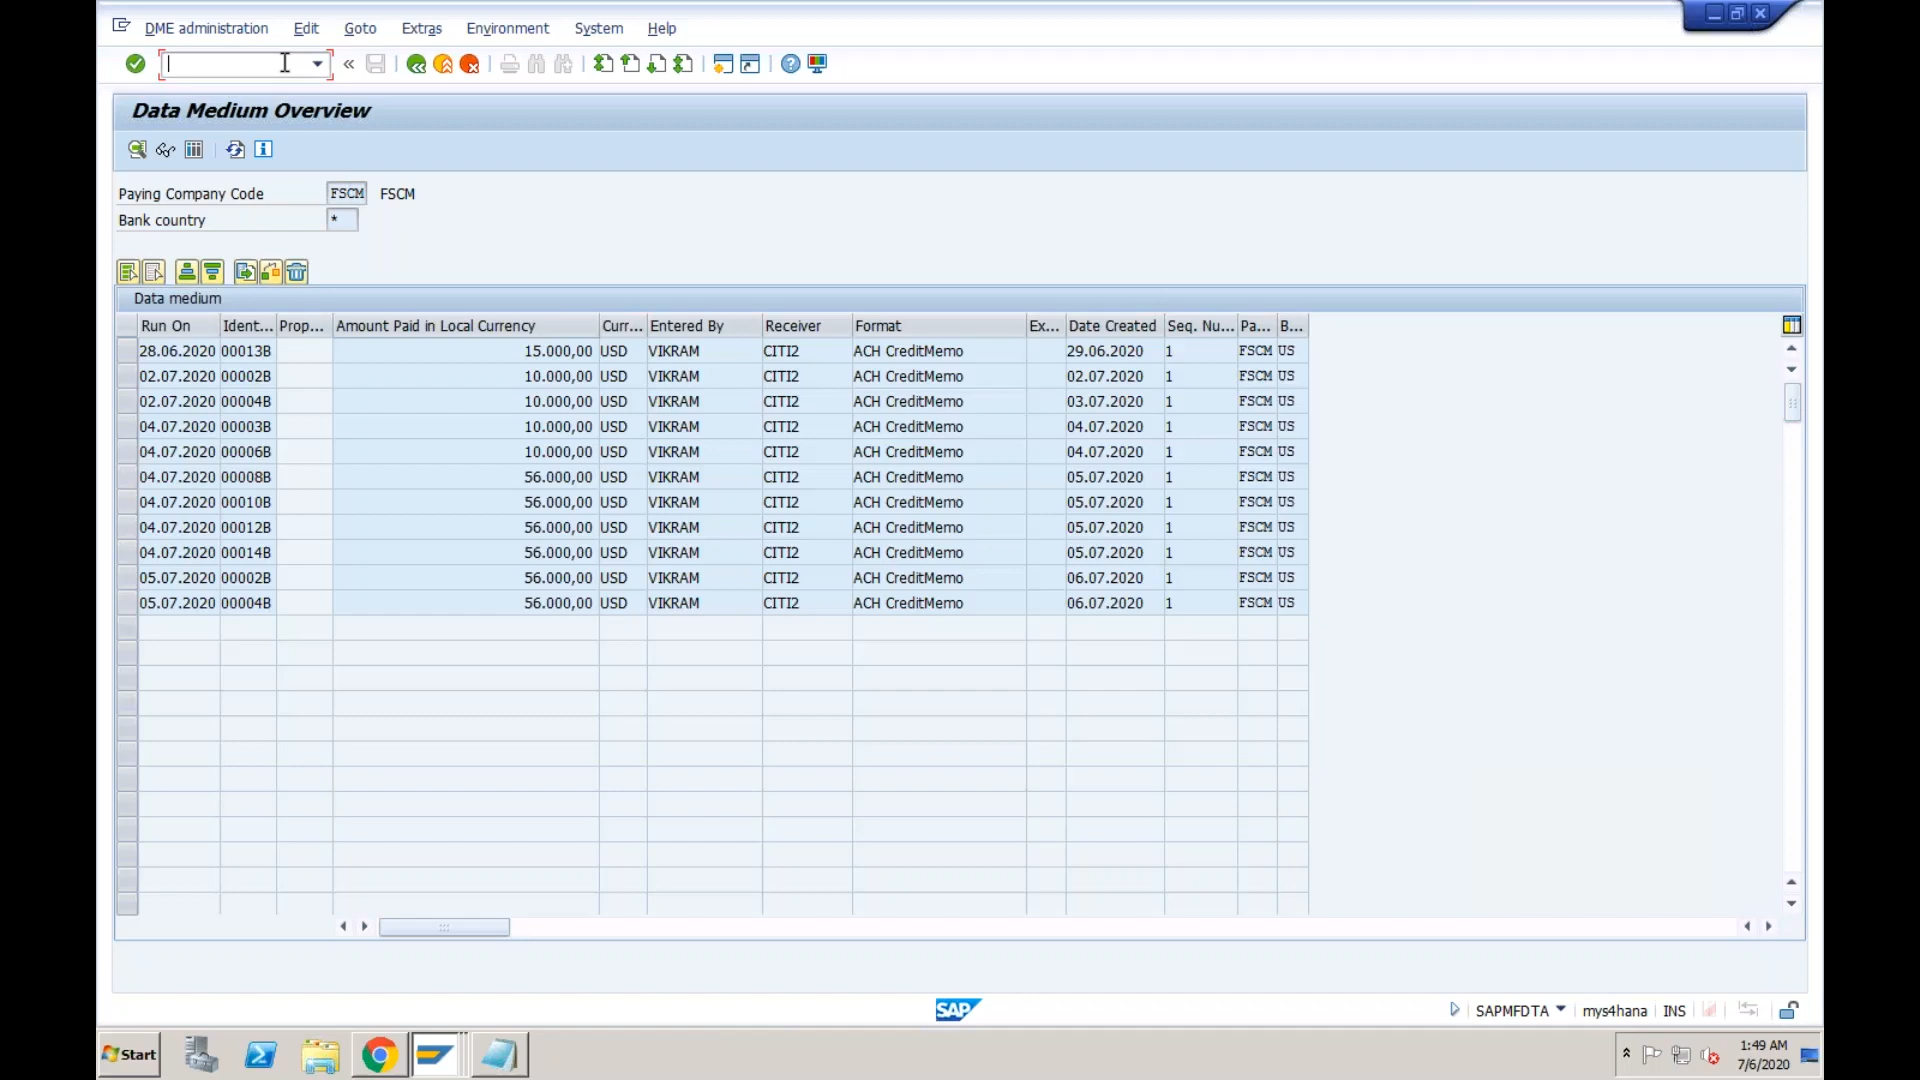 DME administration Edit Goto Extras Environment System Help
Data Medium Overview
Paying Company Code FSCM FSCM
Bank country *
Data medium
Run On Ident... Prop... Amount Paid in Local Currency Curr... Entered By Receiver Format Ex... Date Created Seq. Nu... Pa... B...
28.06.2020 00013B 15.000,00 USD VIKRAM CITI2 ACH CreditMemo 29.06.2020 1 FSCM US
02.07.2020 00002B 10.000,00 USD VIKRAM CITI2 ACH CreditMemo 02.07.2020 1 FSCM US
02.07.2020 00004B 10.000,00 USD VIKRAM CITI2 ACH CreditMemo 03.07.2020 1 FSCM US
04.07.2020 00003B 10.000,00 USD VIKRAM CITI2 ACH CreditMemo 04.07.2020 1 FSCM US
04.07.2020 00006B 10.000,00 USD VIKRAM CITI2 ACH CreditMemo 04.07.2020 1 FSCM US
04.07.2020 00008B 56.000,00 USD VIKRAM CITI2 ACH CreditMemo 05.07.2020 1 FSCM US
04.07.2020 00010B 56.000,00 USD VIKRAM CITI2 ACH CreditMemo 05.07.2020 1 FSCM US
04.07.2020 00012B 56.000,00 USD VIKRAM CITI2 ACH CreditMemo 05.07.2020 1 FSCM US
04.07.2020 00014B 56.000,00 USD VIKRAM CITI2 ACH CreditMemo 05.07.2020 1 FSCM US
05.07.2020 00002B 56.000,00 USD VIKRAM CITI2 ACH CreditMemo 06.07.2020 1 FSCM US
05.07.2020 00004B 56.000,00 USD VIKRAM CITI2 ACH CreditMemo 06.07.2020 1 FSCM US
SAP SAPMFDTA mys4hana INS
Start 1:49 AM
7/6/2020